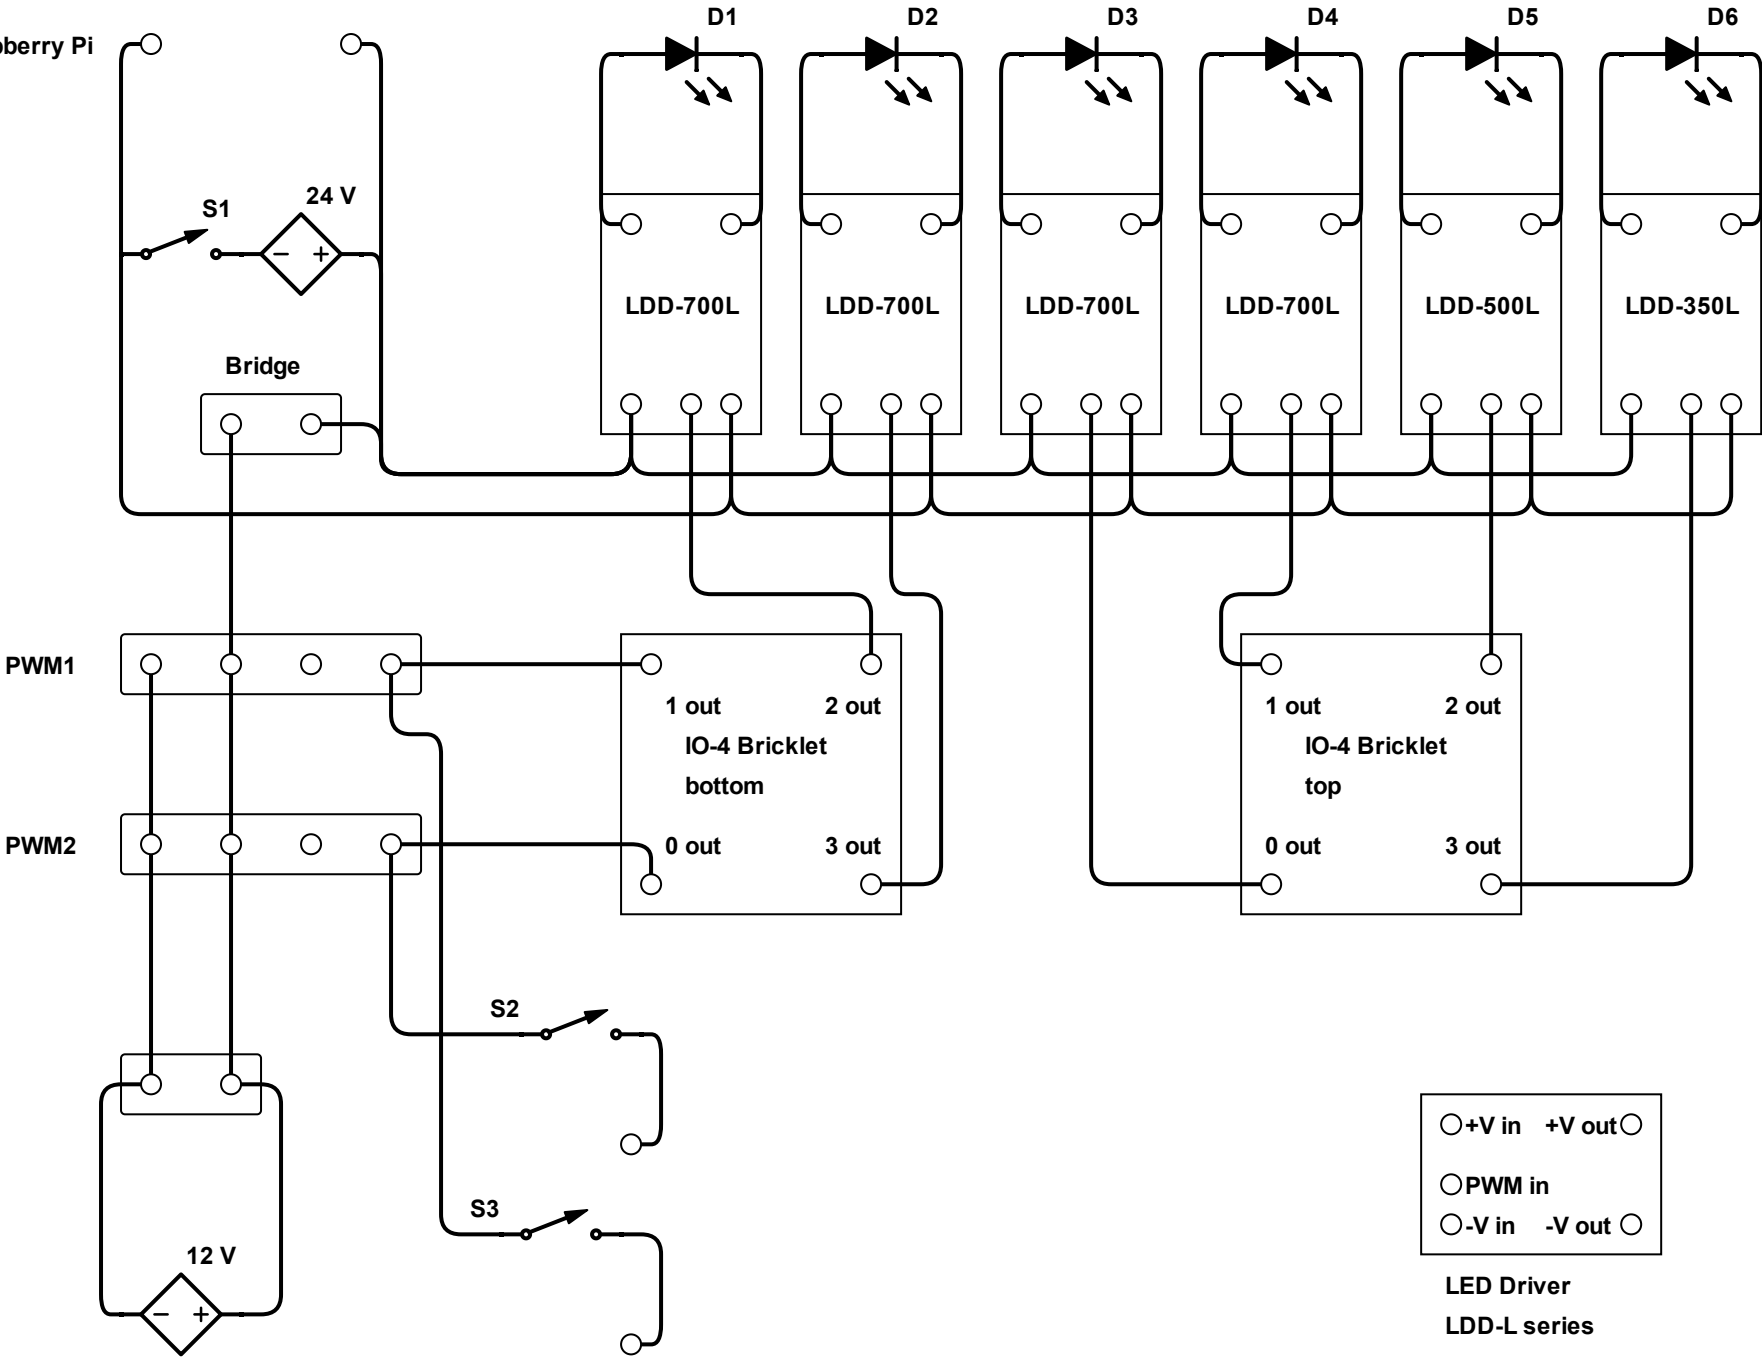 D1 D2 D3 D4 D5 D6
berry Pi
S1
24 V
LDD-700L LDD-700L LDD-700L LDD-700L LDD-500L LDD-350L
Bridge
PWM1
1 out 2 out
IO-4 Bricklet
bottom
0 out 3 out
1 out 2 out
IO-4 Bricklet
top
0 out 3 out
PWM2
S2
S3
12 V
+V in +V out
PWM in
-V in -V out
LED Driver
LDD-L series